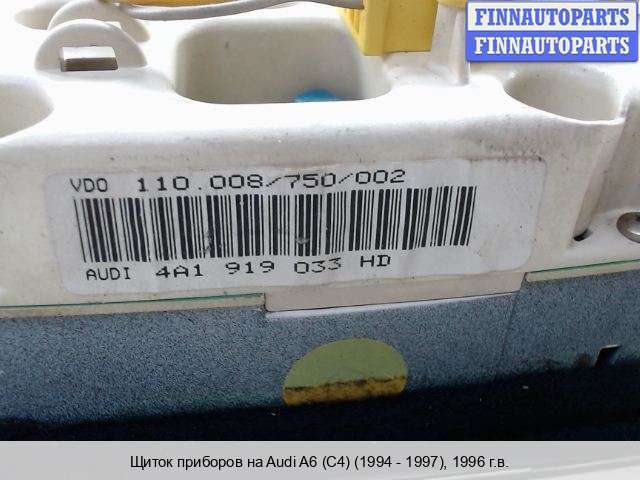 FINNAUTOPARTS
FINNAUTOPARTS
VDO 110.008/750/002
AUDI 4A1 919 033 HD
Щиток приборов на Audi A6 (C4) (1994 - 1997), 1996 г.в.